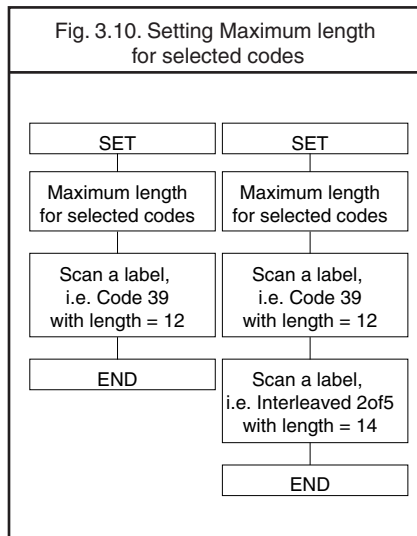 Fig. 3.10. Setting Maximum length
for selected codes
SET
Maximum length
for selected codes
Scan a label,
i.e. Code 39
with length = 12
END
SET
Maximum length
for selected codes
Scan a label,
i.e. Code 39
with length = 12
Scan a label,
i.e. Interleaved 2of5
with length = 14
END